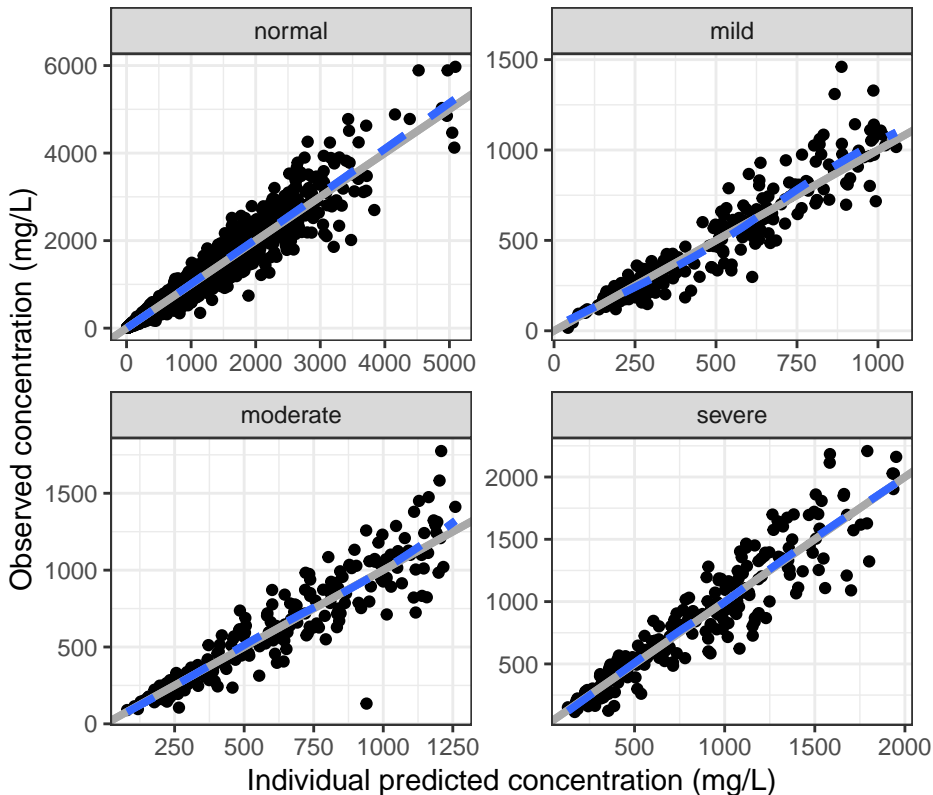 normal
mild
6000
4000
2000
0
0 1000 2000 3000 4000 5000
1500
1000
500
0
0 250 500 750 1000
moderate
severe
1500
1000
500
0
250 500 750 1000 1250
2000
1500
1000
500
500 1000 1500 2000
Observed concentration (mg/L)
Individual predicted concentration (mg/L)